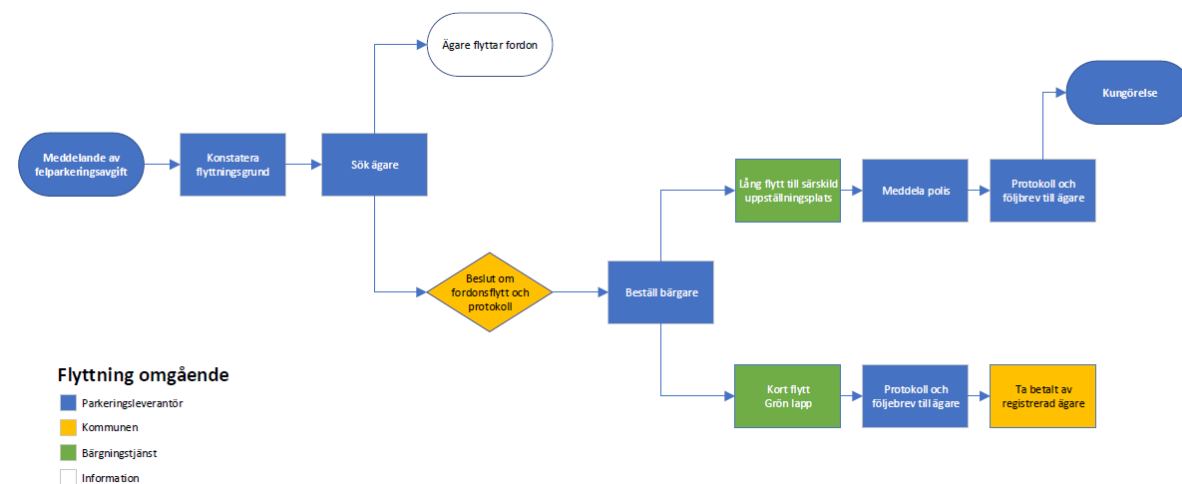 Ägare flyttar fordon
Kungörelse
Meddelande av
felparkeringsavgift
Konstatera
flyttningsgrund
Sök ägare
Lång flytt till särskild
uppställningsplats
Meddela polis
Protokoll och
följbrev till ägare
Beslut om
fordonsflytt och
protokoll
Beställ bärgare
Kort flytt
Grön lapp
Protokoll och
följebrev till ägare
Ta betalt av
registrerad ägare
Flyttning omgående
Parkeringsleverantör
Kommunen
Bärgningstjänst
Information